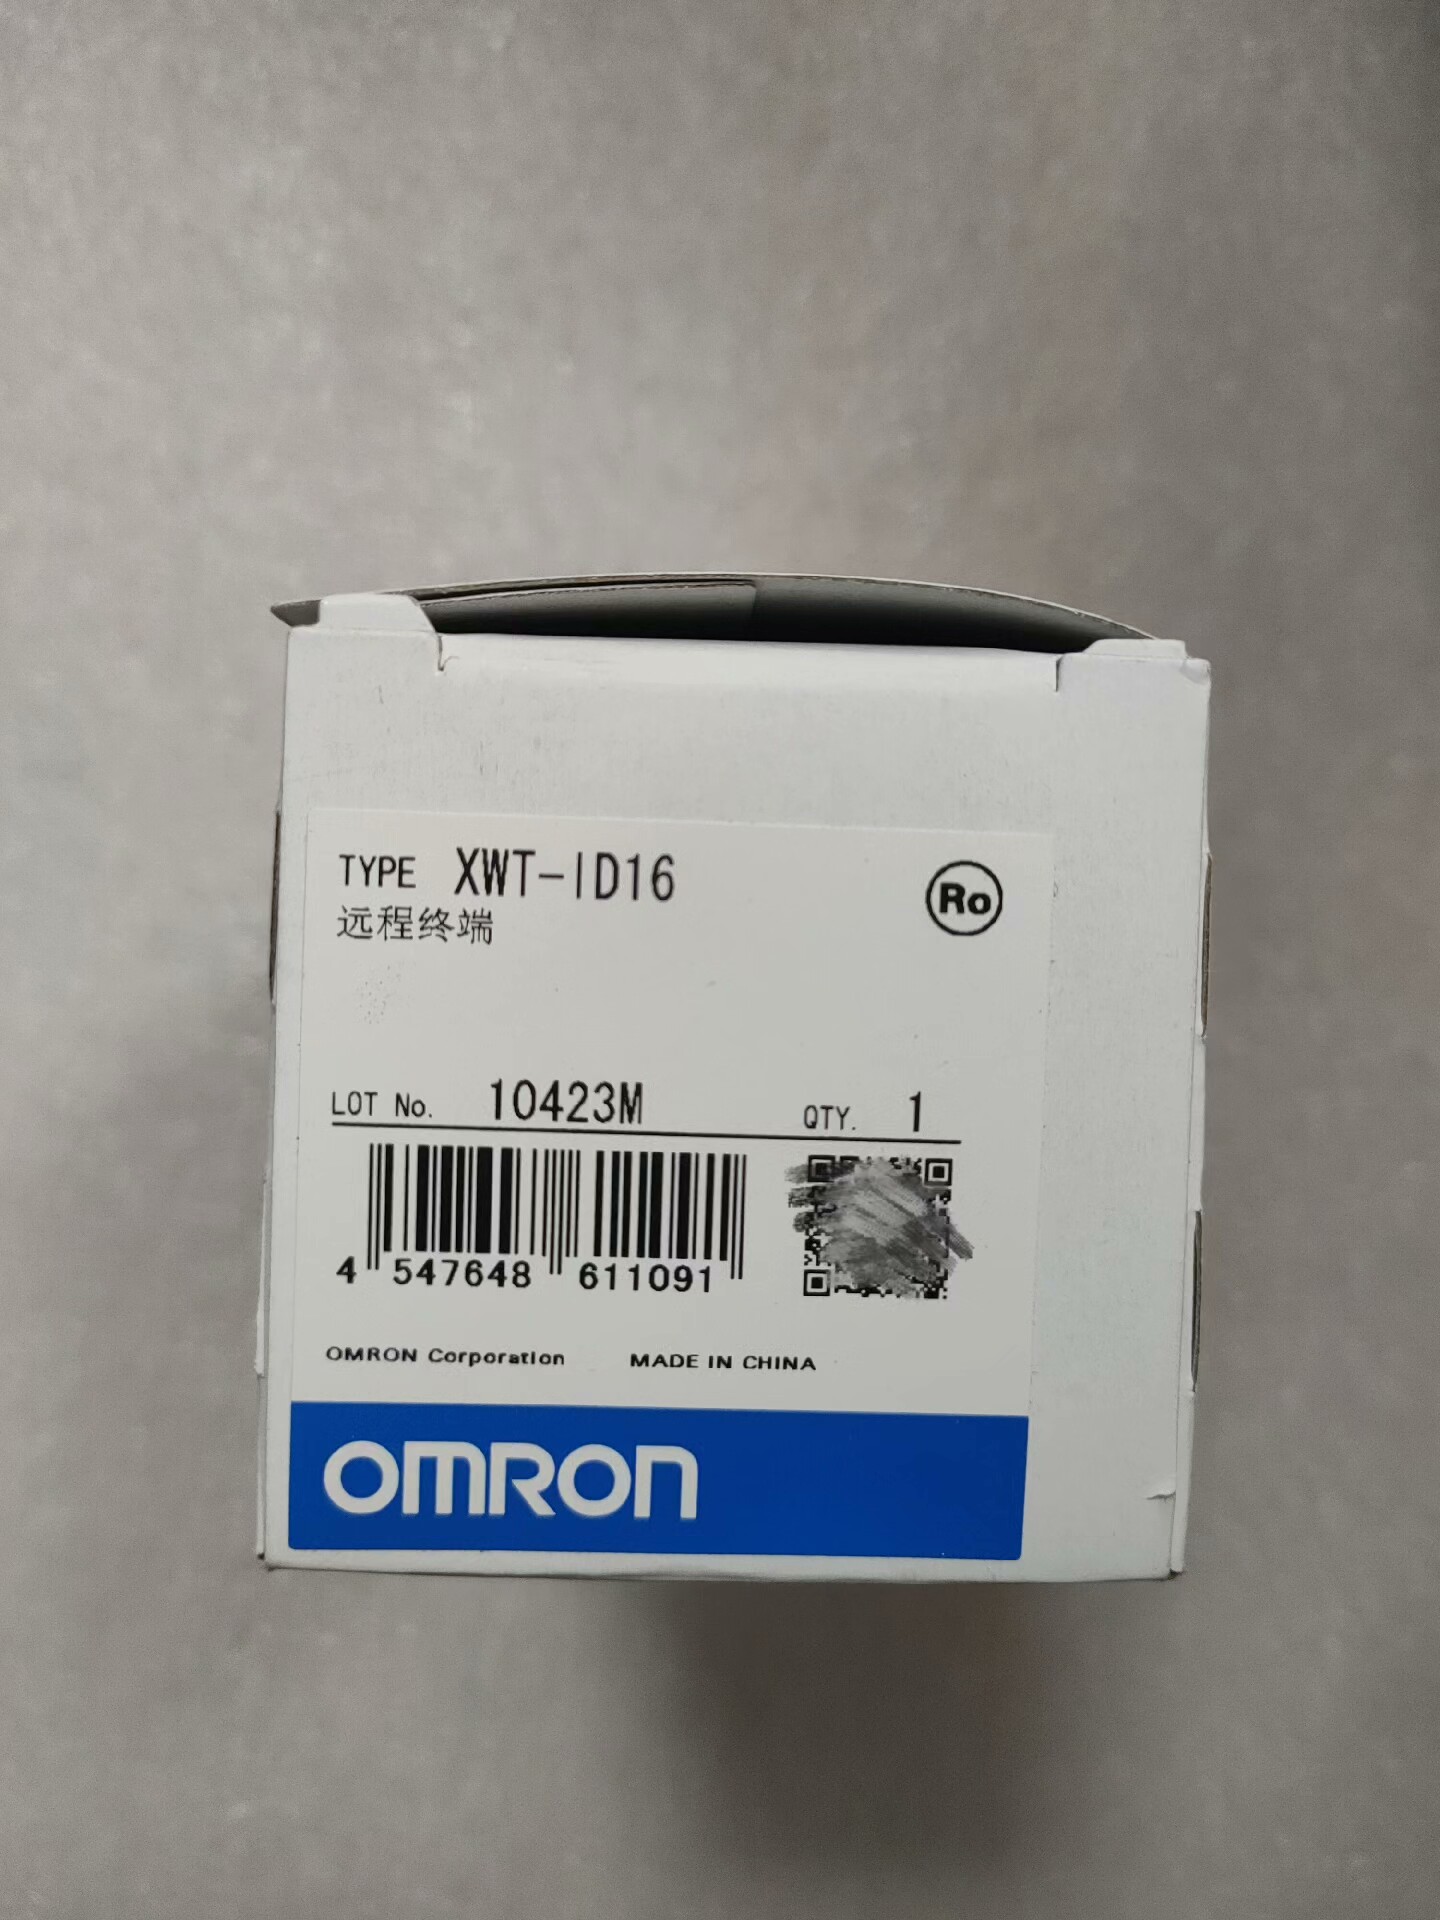 TYPE XWT-ID16
远程终端
Ro
LOT No. 10423M QTY. 1
4 547648 611091
OMRON Corporation MADE IN CHINA
OMRON